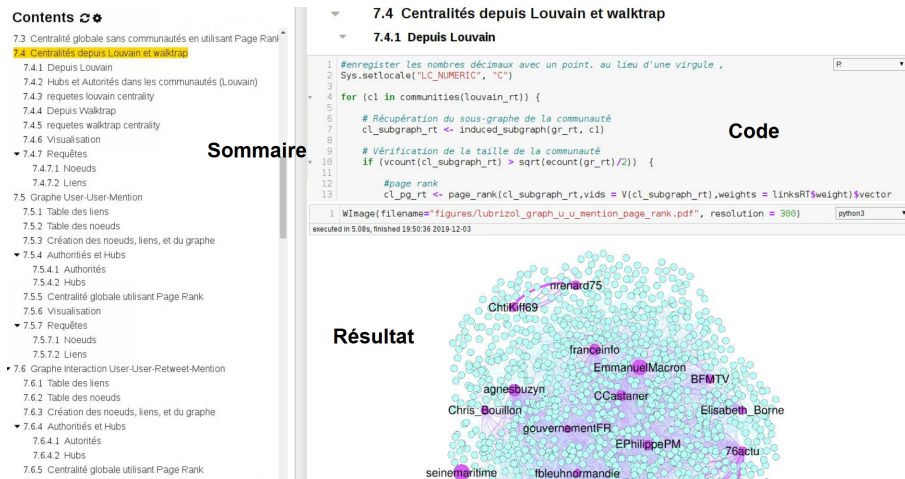 Contents
7.3 Centralité globale sans communautés en utilisant Page Rank
7.4 Centralités depuis Louvain et walktrap
7.4.1 Depuis Louvain
7.4.2 Hubs et Autorités dans les communautés (Louvain)
7.4.3 requetes louvain centrality
7.4.4 Depuis Walktrap
7.4.5 requetes walktrap centrality
7.4.6 Visualisation
7.4.7 Requêtes
7.4.7.1 Noeuds
7.4.7.2 Liens
7.5 Graphe User-User-Mention
7.5.1 Table des liens
7.5.2 Table des noeuds
7.5.3 Création des noeuds, liens, et du graphe
7.5.4 Authoritiés et Hubs
7.5.4.1 Authorités
7.5.4.2 Hubs
7.5.5 Centralité globale utilisant Page Rank
7.5.6 Visualisation
7.5.7 Requêtes
7.5.7.1 Noeuds
7.5.7.2 Liens
7.6 Graphe Interaction User-User-Retweet-Mention
7.6.1 Table des liens
7.6.2 Table des noeuds
7.6.3 Création des noeuds, liens, et du graphe
7.6.4 Authoritiés et Hubs
7.6.4.1 Autorités
7.6.4.2 Hubs
7.6.5 Centralité globale utilisant Page Rank
Sommaire
7.4 Centralités depuis Louvain et walktrap
7.4.1 Depuis Louvain
R
1 #enregister les nombres décimaux avec un point. au lieu d'une virgule ,
2 Sys.setlocale("LC_NUMERIC", "C")
3
4 for (c1 in communities(louvain_rt)) {
5
6 # Récupération du sous-graphe de la communauté
7 cl_subgraph_rt <- induced_subgraph(gr_rt, c1)
8
9 # Vérification de la taille de la communauté
10 if (vcount(cl_subgraph_rt) > sqrt(ecount(gr_rt)/2)) {
11
12 #page rank
13 cl_pg_rt <- page_rank(cl_subgraph_rt,vids = V(cl_subgraph_rt),weights = linksRT$weight)$vector
Code
1 WImage(filename="figures/lubrizol_graph_u_u_mention_page_rank.pdf", resolution = 300)
python3
executed in 5.08s, finished 19:50:36 2019-12-03
Résultat
nrenard75
ChtiKiff69
franceinfo
EmmanuelMacron
BFMTV
agnesbuzyn
CCastaner
Chris_Bouillon
Elisabeth_Borne
gouvernementFR
EPhilippePM
76actu
seinemaritime
fbleuhnormandie